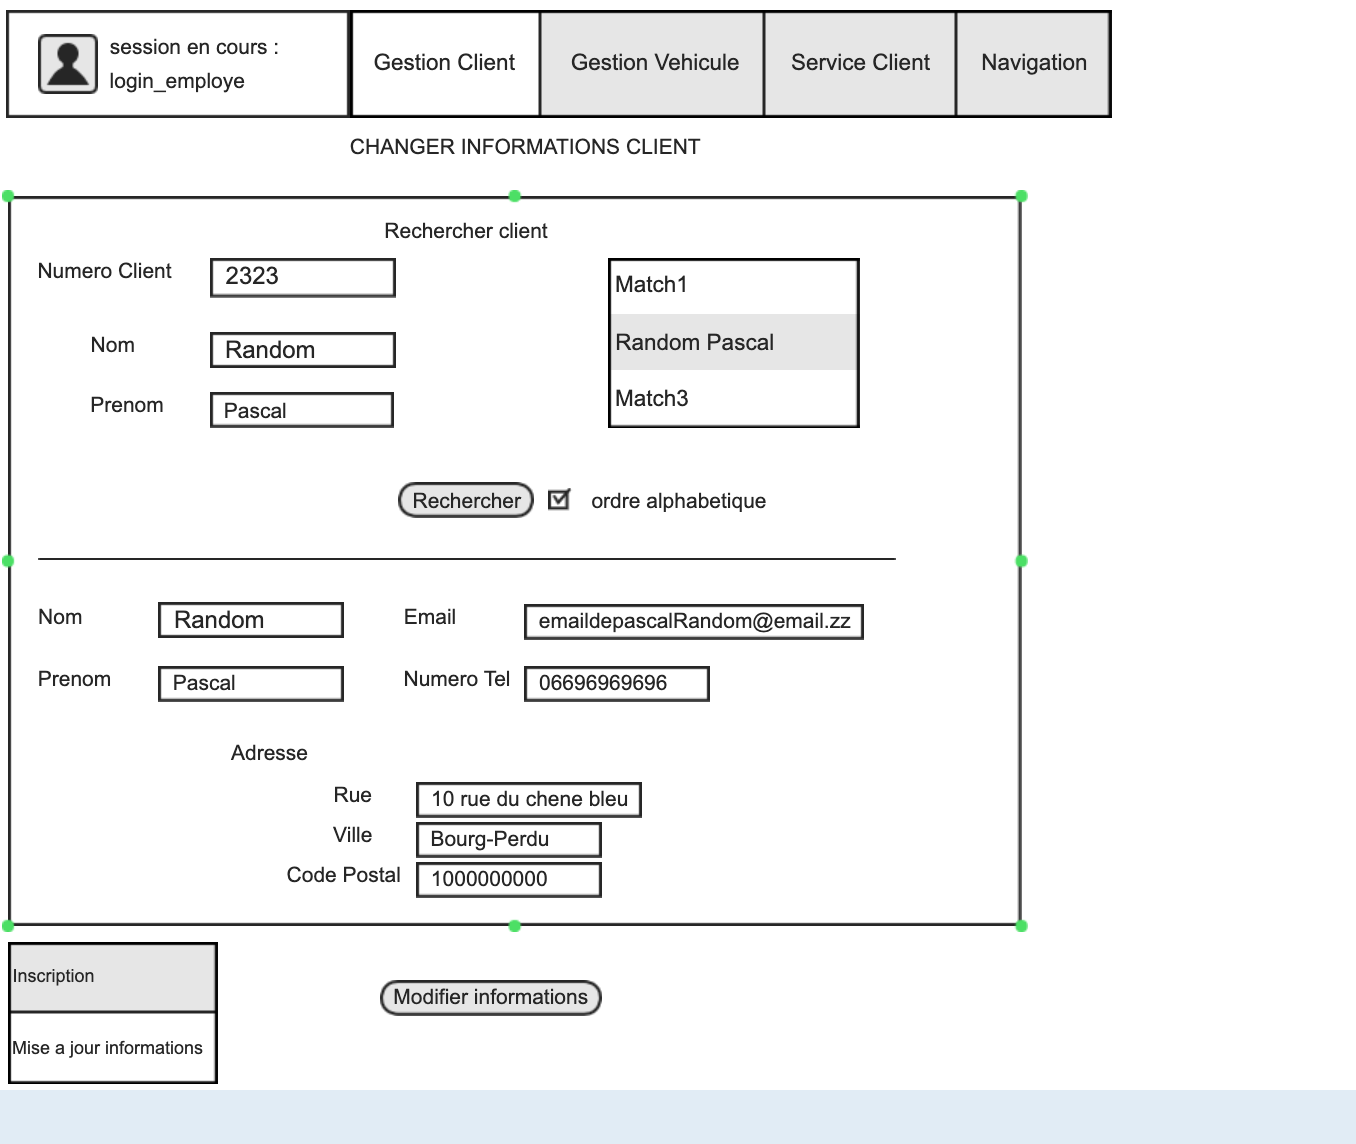 session en cours :
login_employe
Gestion Client
Gestion Vehicule
Service Client
Navigation
CHANGER INFORMATIONS CLIENT
Rechercher client
Numero Client
2323
Nom
Random
Prenom
Pascal
Match1
Random Pascal
Match3
Rechercher
ordre alphabetique
Nom
Random
Email
emaildepascalRandom@email.zz
Prenom
Pascal
Numero Tel
06696969696
Adresse
Rue
10 rue du chene bleu
Ville
Bourg-Perdu
Code Postal
1000000000
Inscription
Mise a jour informations
Modifier informations